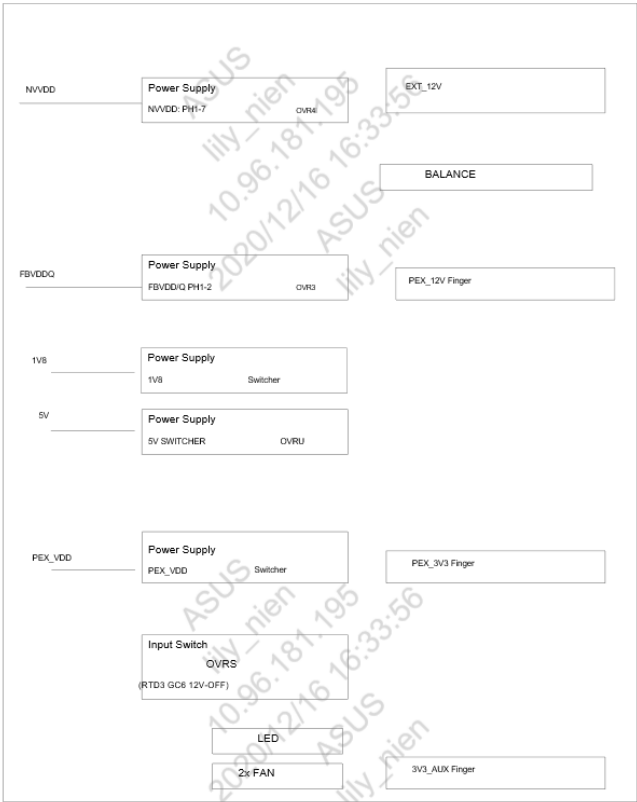 NVVDD
Power Supply
NVVDD: PH1-7 OVR4
EXT_12V
BALANCE
FBVDDQ
Power Supply
FBVDD/Q PH1-2 OVR3
PEX_12V Finger
1V8
Power Supply
1V8 Switcher
5V
Power Supply
5V SWITCHER OVRU
PEX_VDD
Power Supply
PEX_VDD Switcher
PEX_3V3 Finger
Input Switch
OVRS
(RTD3 GC6 12V-OFF)
LED
2x FAN
3V3_AUX Finger
ASUS
lily_nien
10.96.181.195
2020/12/16 16:33:56
ASUS
lily_nien
ASUS
lily_nien
10.96.181.195
2020/12/16 16:33:56
ASUS
lily_nien